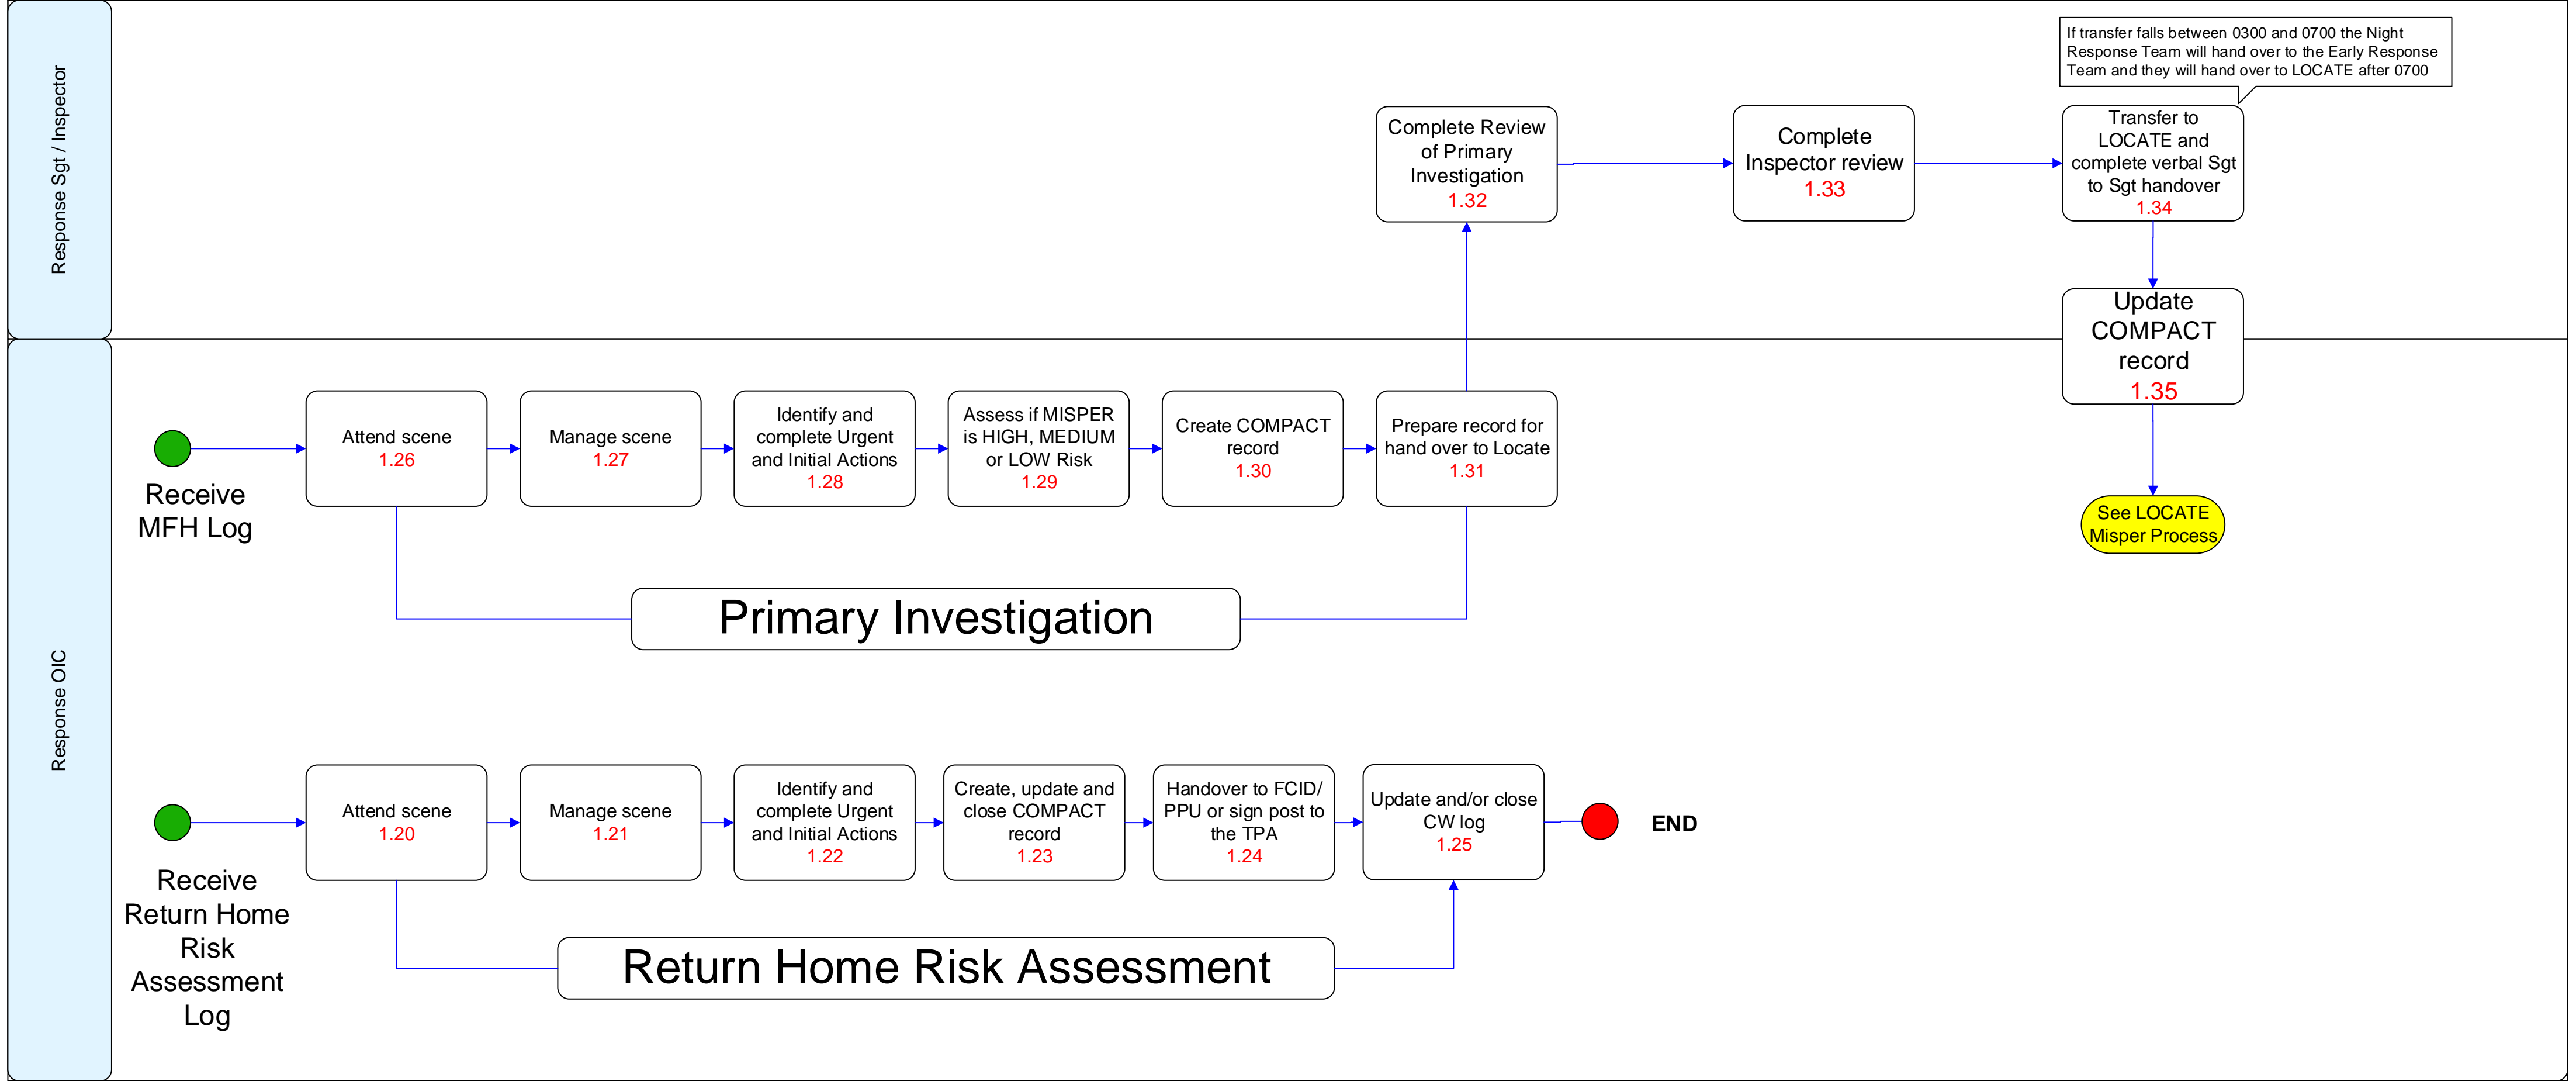 Response Sgt / Inspector
If transfer falls between 0300 and 0700 the Night
Response Team will hand over to the Early Response
Team and they will hand over to LOCATE after 0700
Complete Review
of Primary
Investigation
1.32
Complete
Inspector review
1.33
Transfer to
LOCATE and
complete verbal Sgt
to Sgt handover
1.34
Update
COMPACT
record
1.35
Response OIC
Receive
MFH Log
Attend scene
1.26
Manage scene
1.27
Identify and
complete Urgent
and Initial Actions
1.28
Assess if MISPER
is HIGH, MEDIUM
or LOW Risk
1.29
Create COMPACT
record
1.30
Prepare record for
hand over to Locate
1.31
See LOCATE
Misper Process
Primary Investigation
Receive
Return Home
Risk
Assessment
Log
Attend scene
1.20
Manage scene
1.21
Identify and
complete Urgent
and Initial Actions
1.22
Create, update and
close COMPACT
record
1.23
Handover to FCID/
PPU or sign post to
the TPA
1.24
Update and/or close
CW log
1.25
END
Return Home Risk Assessment